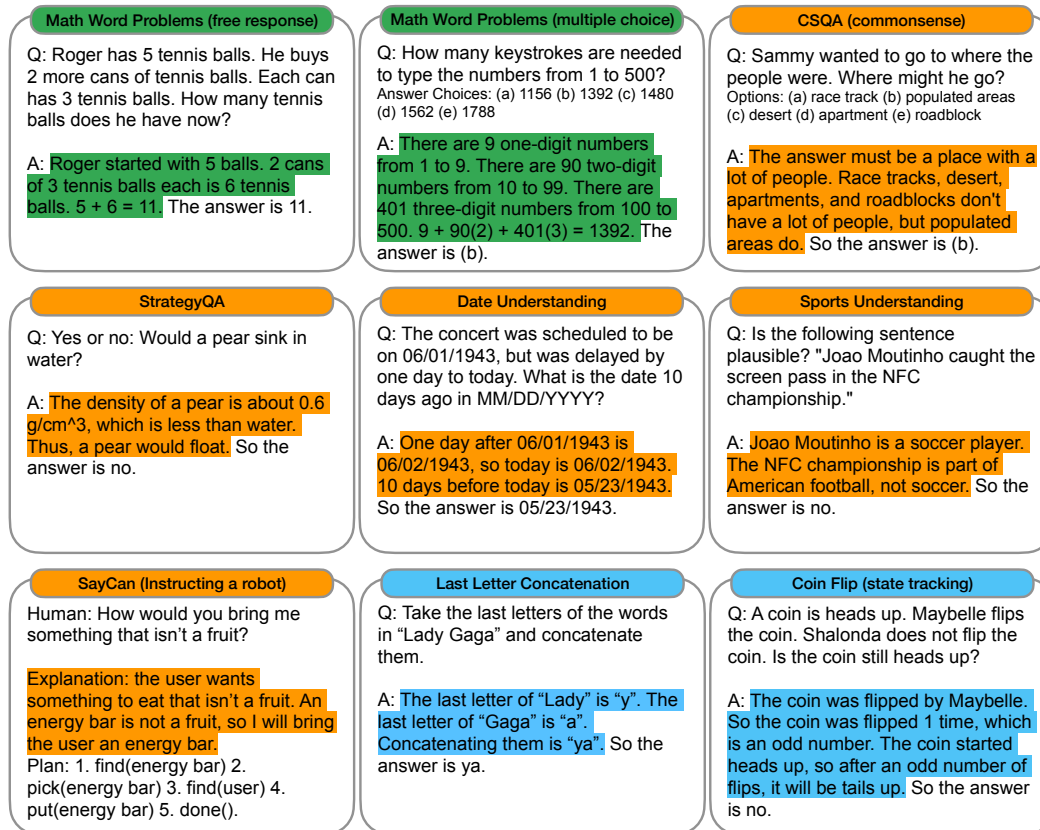 Math Word Problems (free response)
Q: Roger has 5 tennis balls. He buys
2 more cans of tennis balls. Each can
has 3 tennis balls. How many tennis
balls does he have now?
A: Roger started with 5 balls. 2 cans
of 3 tennis balls each is 6 tennis
balls. 5 + 6 = 11. The answer is 11.
Math Word Problems (multiple choice)
Q: How many keystrokes are needed
to type the numbers from 1 to 500?
Answer Choices: (a) 1156 (b) 1392 (c) 1480
(d) 1562 (e) 1788
A: There are 9 one-digit numbers
from 1 to 9. There are 90 two-digit
numbers from 10 to 99. There are
401 three-digit numbers from 100 to
500. 9 + 90(2) + 401(3) = 1392. The
answer is (b).
CSQA (commonsense)
Q: Sammy wanted to go to where the
people were. Where might he go?
Options: (a) race track (b) populated areas
(c) desert (d) apartment (e) roadblock
A: The answer must be a place with a
lot of people. Race tracks, desert,
apartments, and roadblocks don't
have a lot of people, but populated
areas do. So the answer is (b).
StrategyQA
Q: Yes or no: Would a pear sink in
water?
A: The density of a pear is about 0.6
g/cm^3, which is less than water.
Thus, a pear would float. So the
answer is no.
Date Understanding
Q: The concert was scheduled to be
on 06/01/1943, but was delayed by
one day to today. What is the date 10
days ago in MM/DD/YYYY?
A: One day after 06/01/1943 is
06/02/1943, so today is 06/02/1943.
10 days before today is 05/23/1943.
So the answer is 05/23/1943.
Sports Understanding
Q: Is the following sentence
plausible? "Joao Moutinho caught the
screen pass in the NFC
championship."
A: Joao Moutinho is a soccer player.
The NFC championship is part of
American football, not soccer. So the
answer is no.
SayCan (Instructing a robot)
Human: How would you bring me
something that isn’t a fruit?
Explanation: the user wants
something to eat that isn’t a fruit. An
energy bar is not a fruit, so I will bring
the user an energy bar.
Plan: 1. find(energy bar) 2.
pick(energy bar) 3. find(user) 4.
put(energy bar) 5. done().
Last Letter Concatenation
Q: Take the last letters of the words
in “Lady Gaga” and concatenate
them.
A: The last letter of “Lady” is “y”. The
last letter of “Gaga” is “a”.
Concatenating them is “ya”. So the
answer is ya.
Coin Flip (state tracking)
Q: A coin is heads up. Maybelle flips
the coin. Shalonda does not flip the
coin. Is the coin still heads up?
A: The coin was flipped by Maybelle.
So the coin was flipped 1 time, which
is an odd number. The coin started
heads up, so after an odd number of
flips, it will be tails up. So the answer
is no.